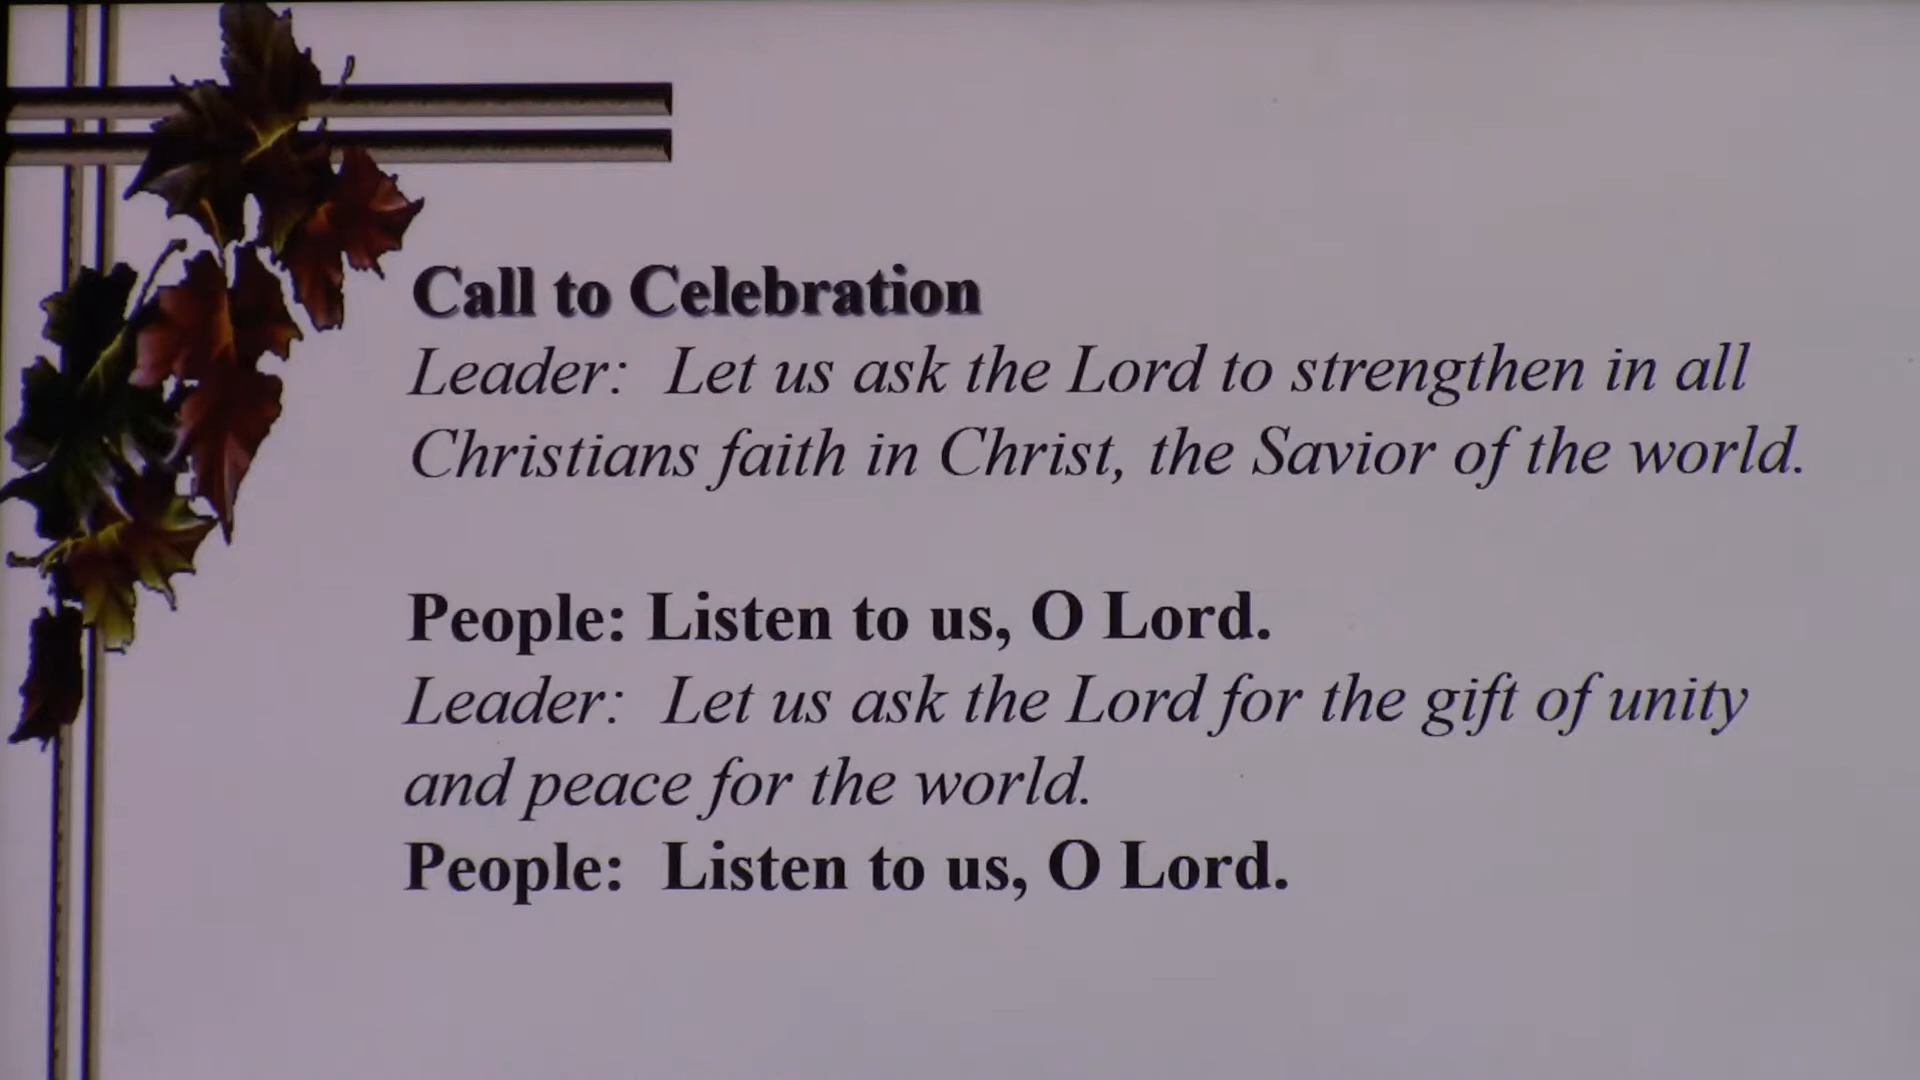 Call to Celebration
Leader: Let us ask the Lord to strengthen in all
Christians faith in Christ, the Savior of the world.
People: Listen to us, O Lord.
Leader: Let us ask the Lord for the gift of unity
and peace for the world.
People: Listen to us, O Lord.